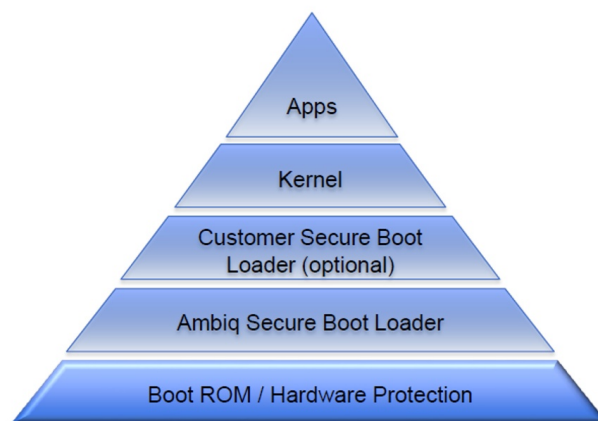 Apps
Kernel
Customer Secure Boot
Loader (optional)
Ambiq Secure Boot Loader
Boot ROM / Hardware Protection